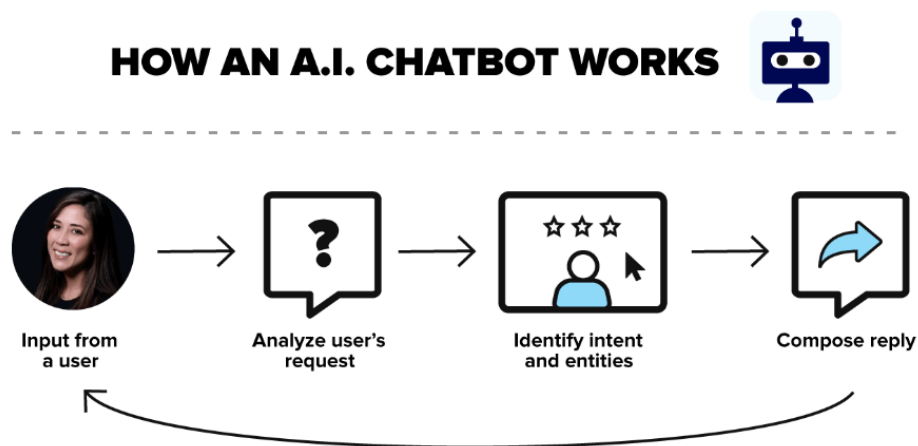 HOW AN A.I. CHATBOT WORKS
Input from
a user
Analyze user's
request
Identify intent
and entities
Compose reply